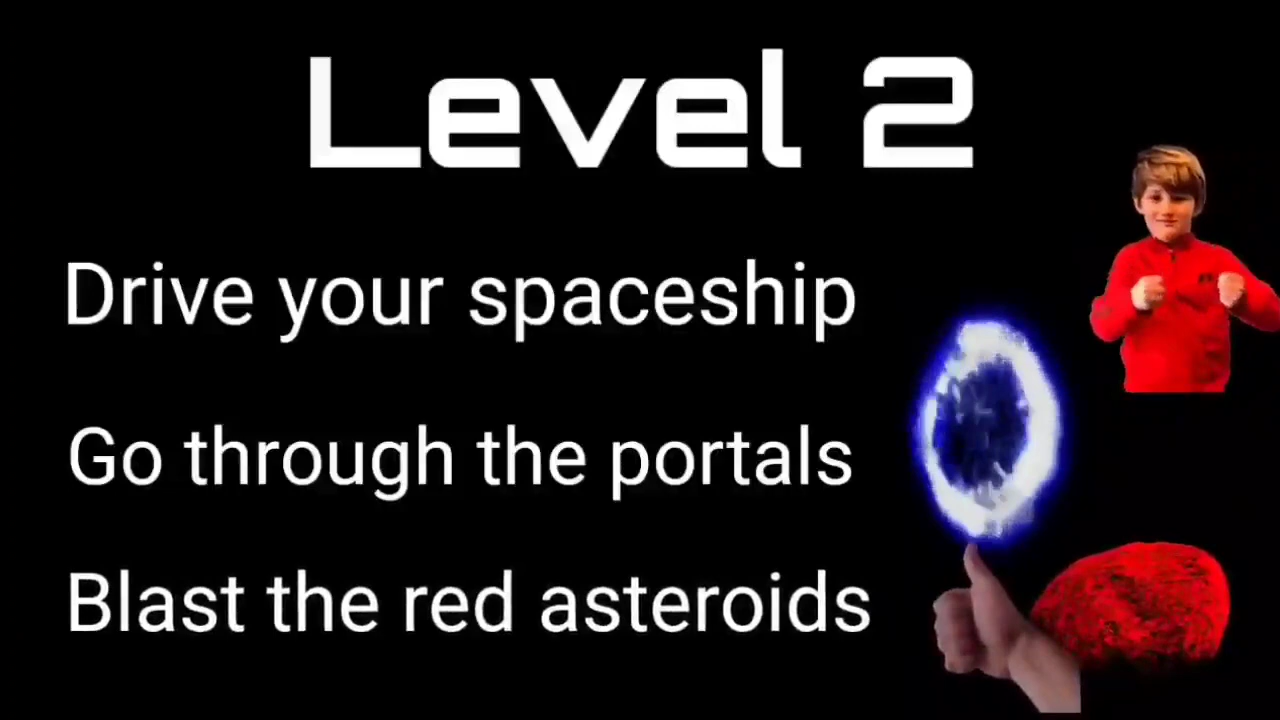 Level 2
Drive your spaceship
Go through the portals
Blast the red asteroids